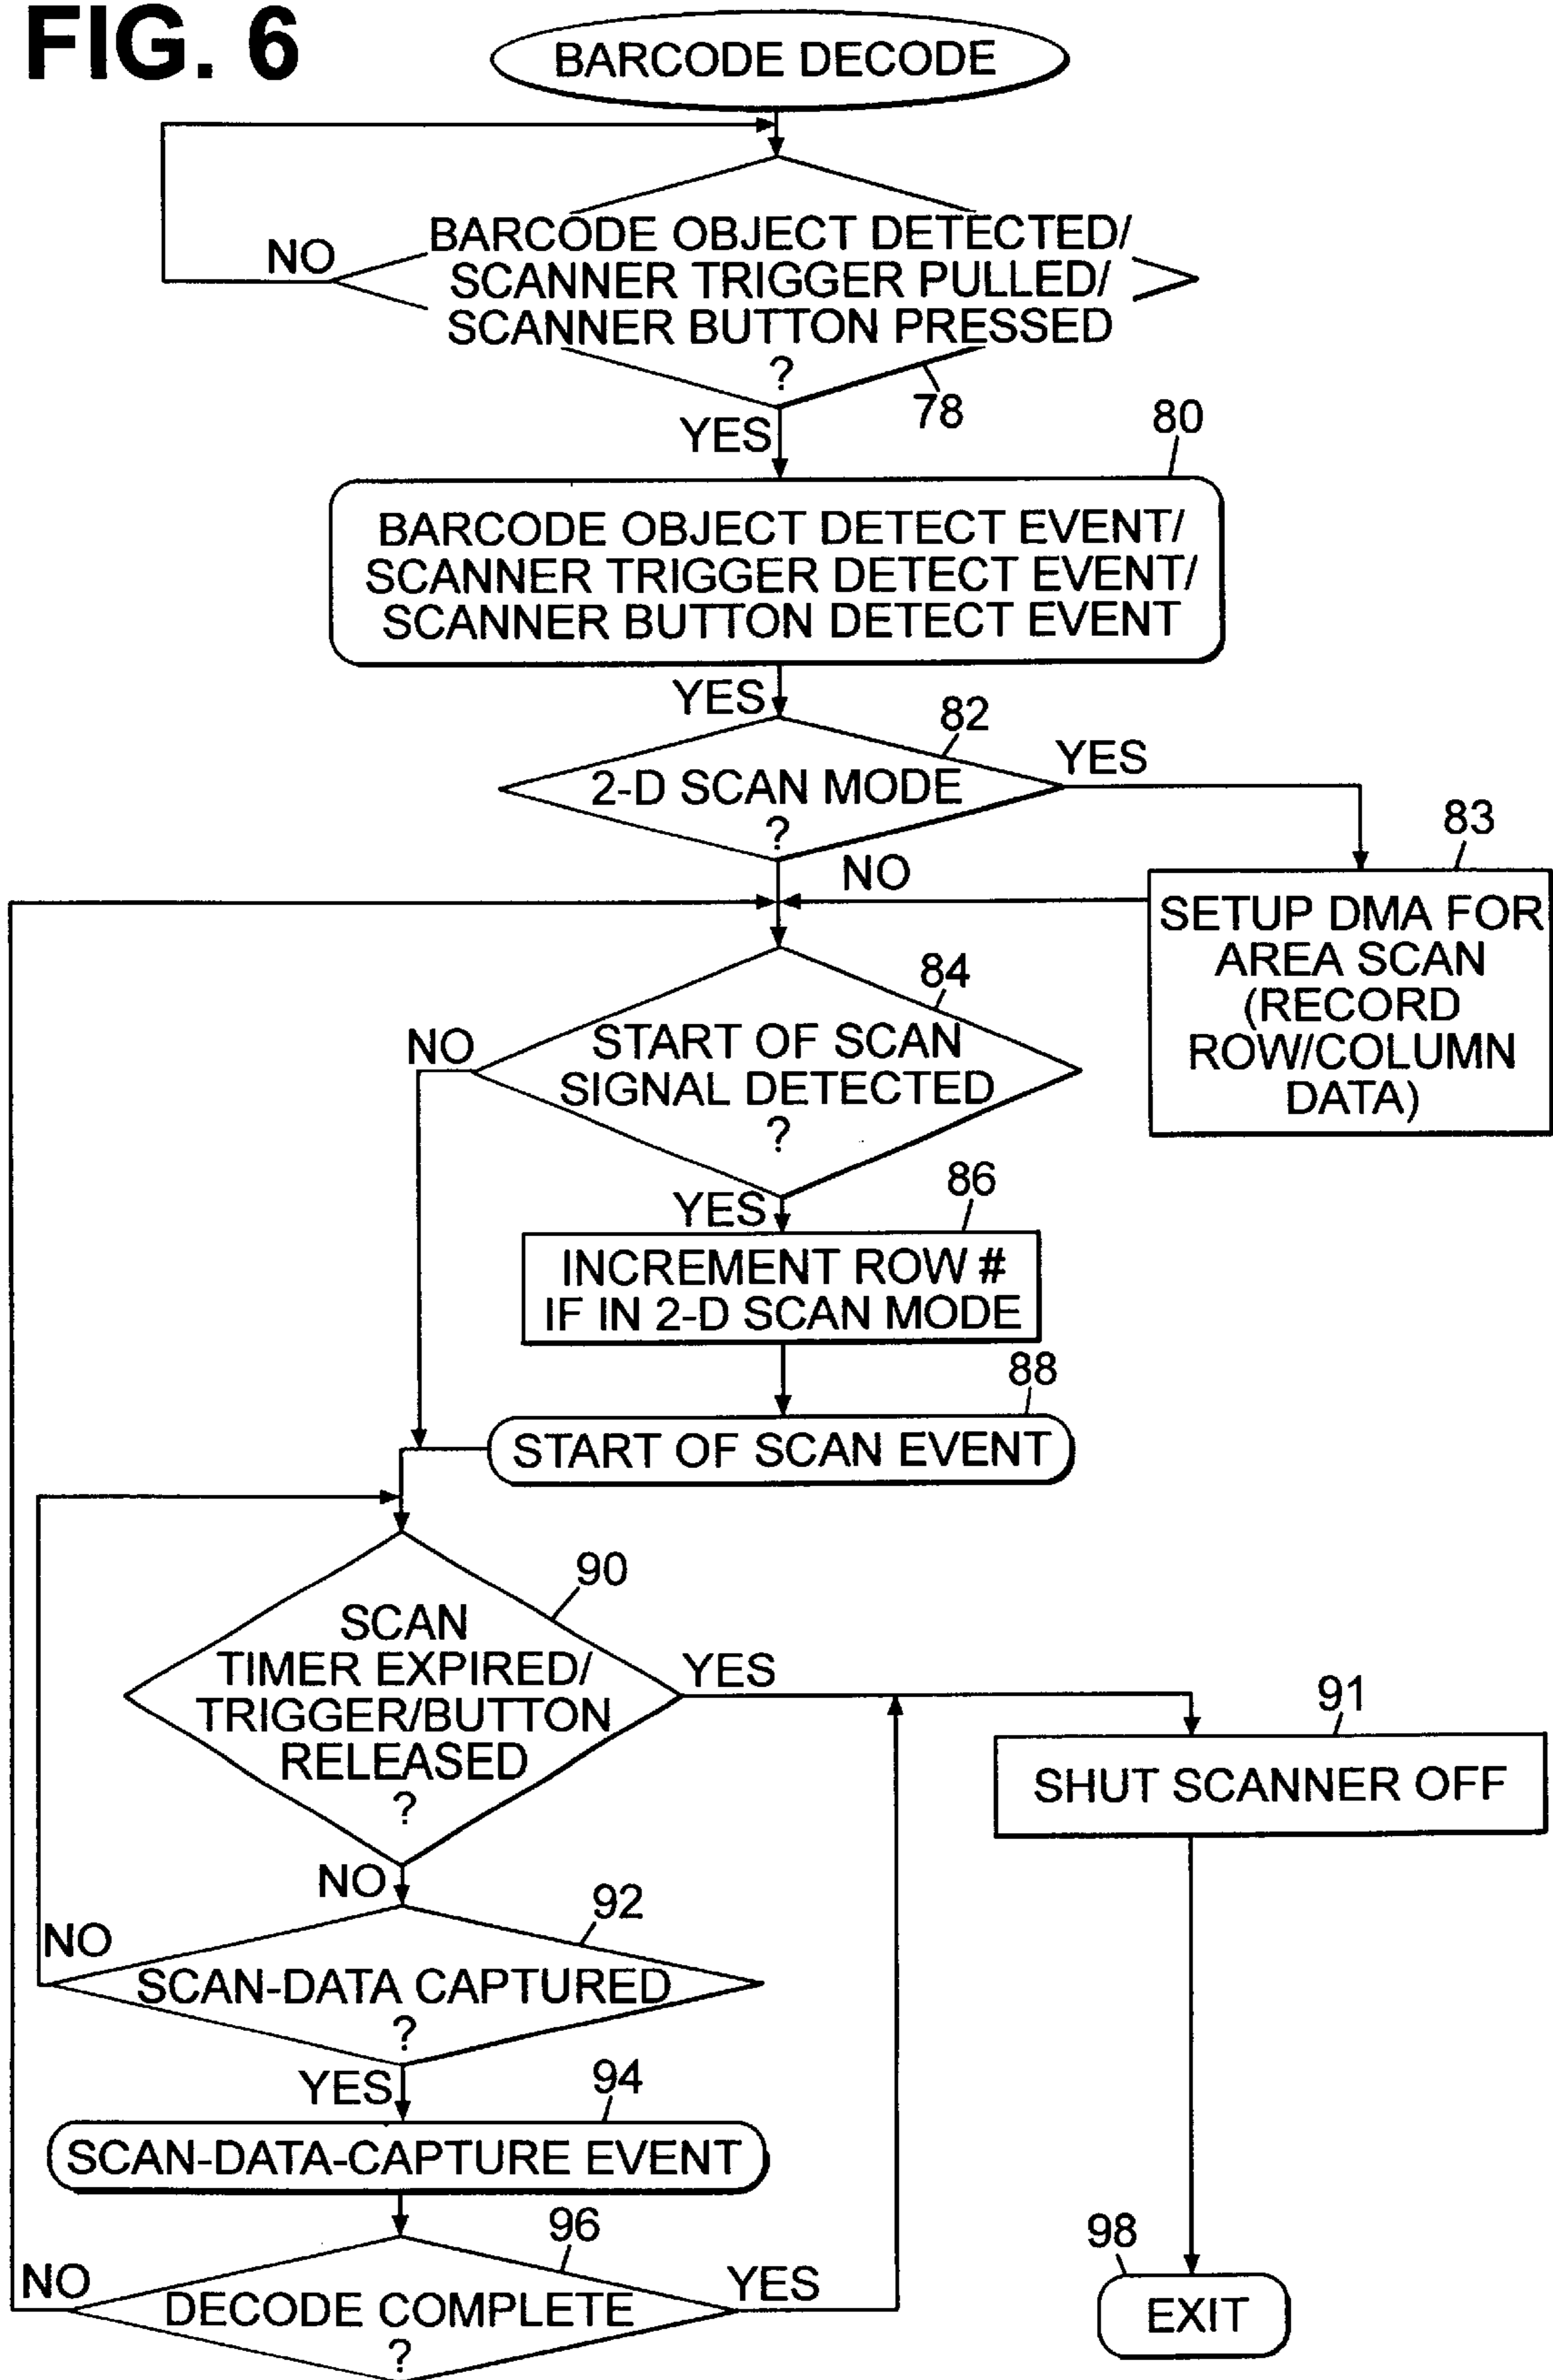 FIG. 6
BARCODE DECODE
NO
BARCODE OBJECT DETECTED/
SCANNER TRIGGER PULLED/
SCANNER BUTTON PRESSED
?
78
YES
80
BARCODE OBJECT DETECT EVENT/
SCANNER TRIGGER DETECT EVENT/
SCANNER BUTTON DETECT EVENT
YES
82
YES
2-D SCAN MODE
?
NO
83
SETUP DMA FOR
AREA SCAN
(RECORD
ROW/COLUMN
DATA)
84
NO
START OF SCAN
SIGNAL DETECTED
?
YES
86
INCREMENT ROW #
IF IN 2-D SCAN MODE
88
START OF SCAN EVENT
90
SCAN
TIMER EXPIRED/
TRIGGER/BUTTON
RELEASED
?
YES
91
SHUT SCANNER OFF
NO
92
NO
SCAN-DATA CAPTURED
?
YES
94
SCAN-DATA-CAPTURE EVENT
96
NO
DECODE COMPLETE
?
YES
98
EXIT